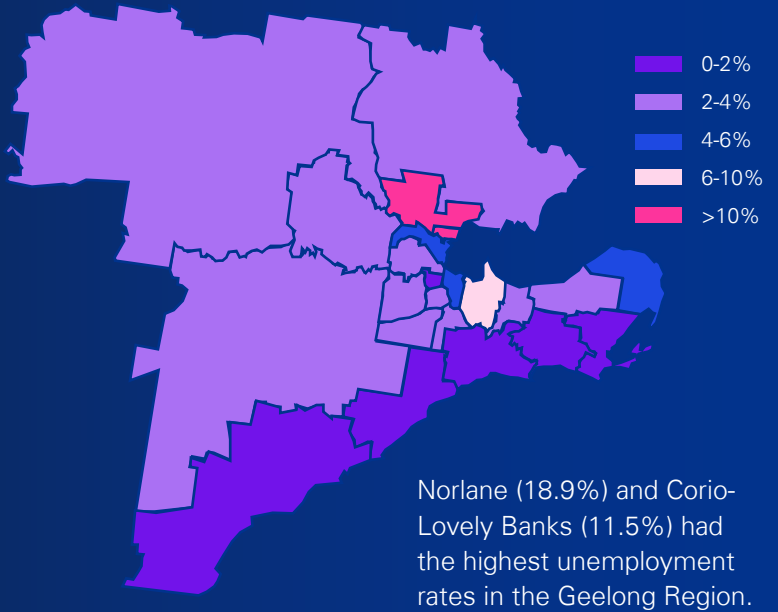 0-2%
2-4%
4-6%
6-10%
>10%
Norlane (18.9%) and Corio-
Lovely Banks (11.5%) had
the highest unemployment
rates in the Geelong Region.